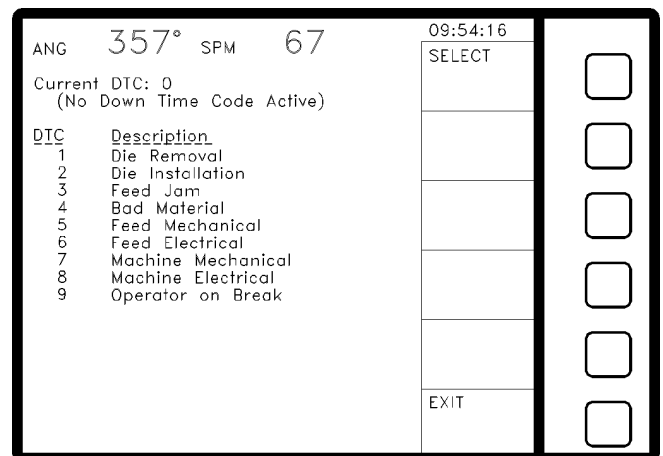 ANG 357° SPM 67
09:54:16
SELECT
Current DTC: 0
(No Down Time Code Active)
DTC Description
1 Die Removal
2 Die Installation
3 Feed Jam
4 Bad Material
5 Feed Mechanical
6 Feed Electrical
7 Machine Mechanical
8 Machine Electrical
9 Operator on Break
EXIT